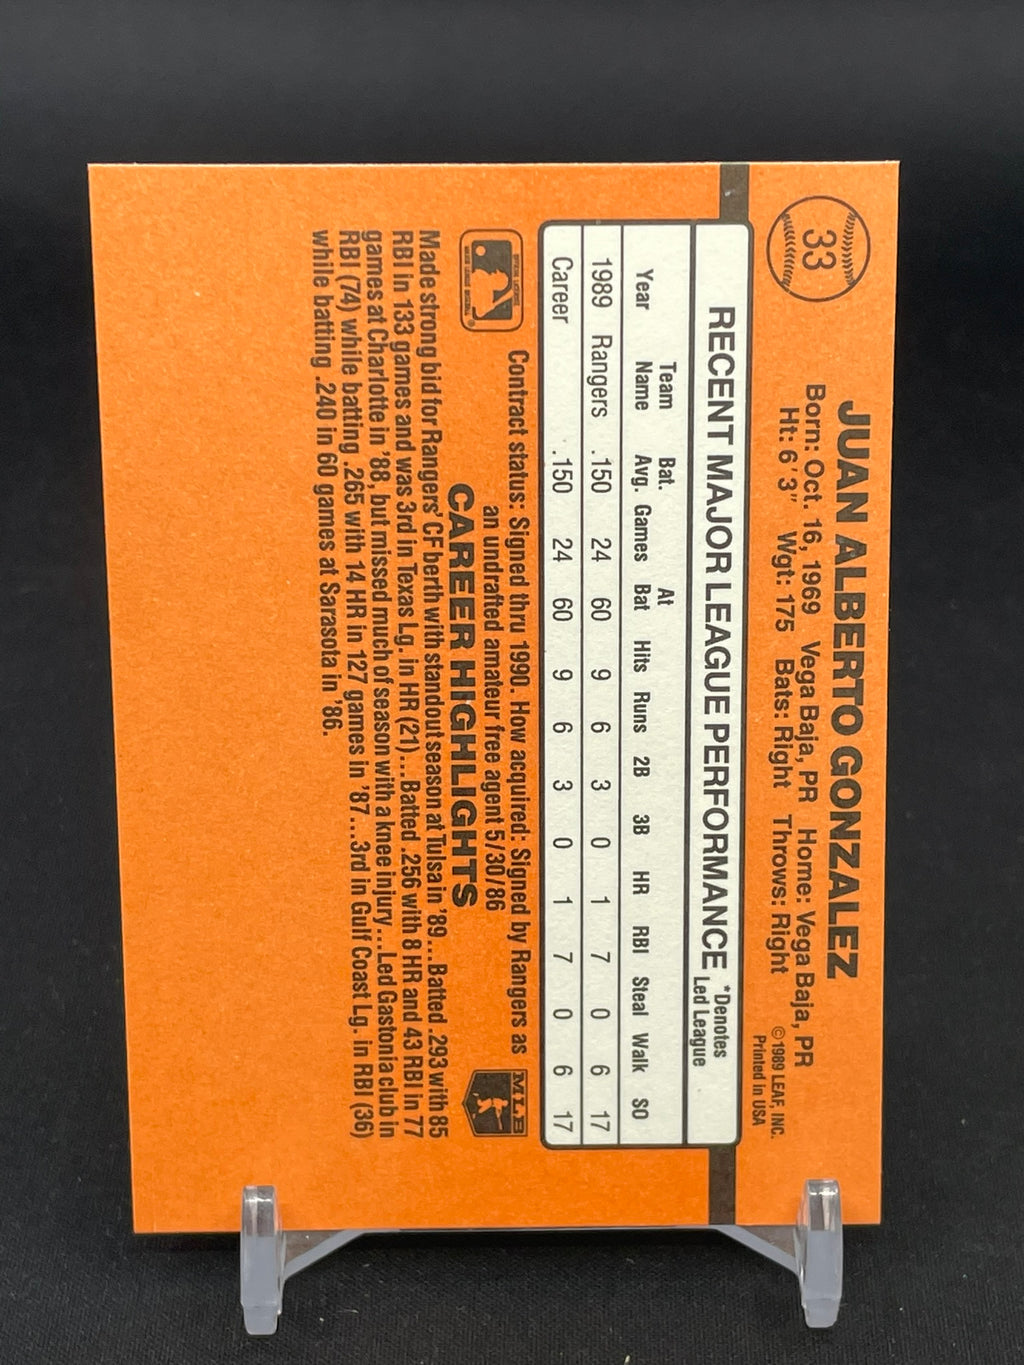 33
JUAN ALBERTO GONZALEZ
Born: Oct. 16, 1969 Vega Baja, PR Home: Vega Baja, PR
Ht: 6'3" Wgt: 175 Bats: Right Throws: Right
©1989 LEAF, INC.
Printed in USA
RECENT MAJOR LEAGUE PERFORMANCE *Denotes Led League
Team Bat. At
Year Name Avg. Games Bat Hits Runs 2B 3B HR RBI Steal Walk SO
1989 Rangers .150 24 60 9 6 3 0 1 7 0 6 17
Career .150 24 60 9 6 3 0 1 7 0 6 17
Contract status: Signed thru 1990. How acquired: Signed by Rangers as
an undrafted amateur free agent 5/30/86
MLB
CAREER HIGHLIGHTS
Made strong bid for Rangers' CF berth with standout season at Tulsa in '89...Batted .293 with 85
RBI in 133 games and was 3rd in Texas Lg. in HR (21)...Batted .256 with 8 HR and 43 RBI in 77
games at Charlotte in '88, but missed much of season with a knee injury...Led Gastonia club in
RBI (74) while batting .265 with 14 HR in 127 games in '87...3rd in Gulf Coast Lg. in RBI (36)
while batting .240 in 60 games at Sarasota in '86.